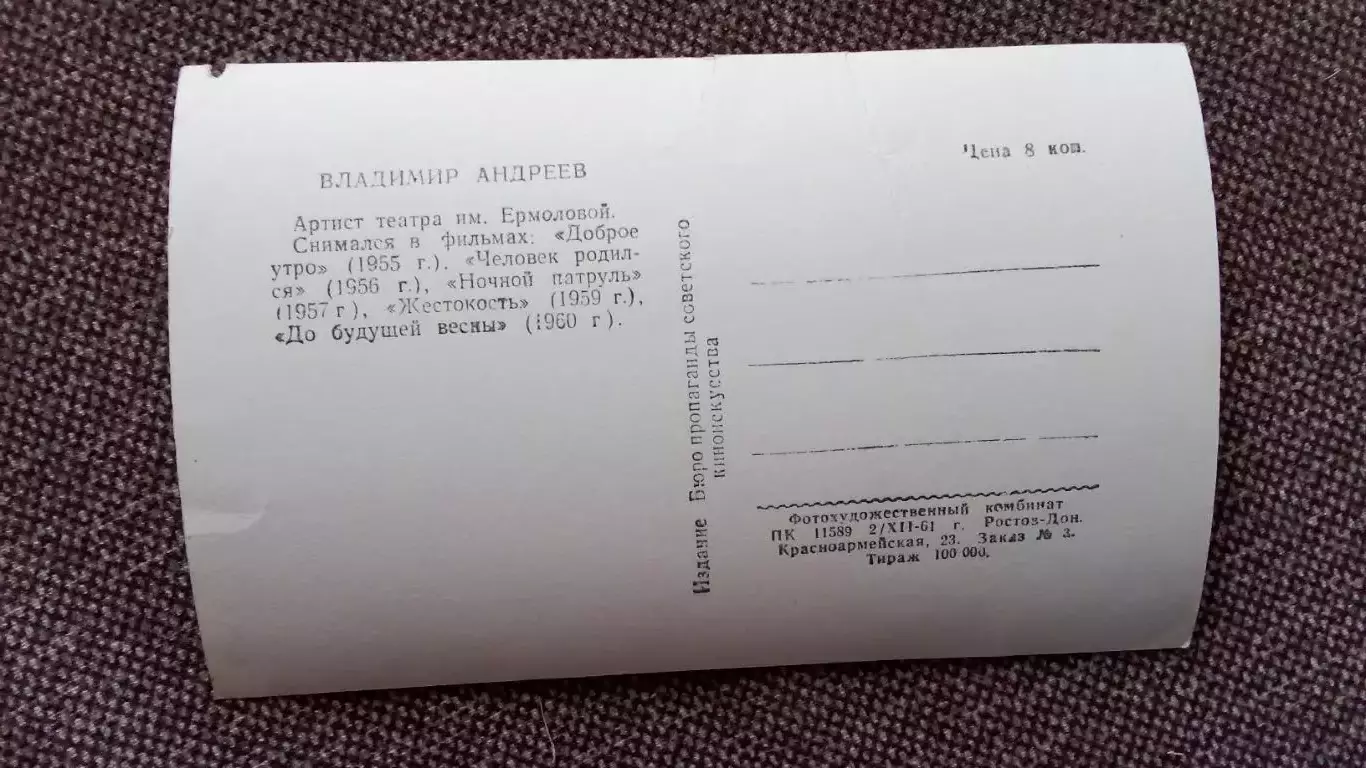 ВЛАДИМИР АНДРЕЕВ
Артист театра им. Ермоловой.
Снимался в фильмах: «Доброе
утро» (1955 г.). «Человек родил-
ся» (1956 г.), «Ночной патруль»
(1957 г), «Жестокость» (1959 г.),
«До будущей весны» (1960 г).
Издание Бюро пропаганды советского
киноискусства
Цена 8 коп.
Фотохудожественный комбинат
ПК 11589 2/XII-61 г. Ростов-Дон.
Красноармейская, 23. Заказ № 3.
Тираж 100 000.